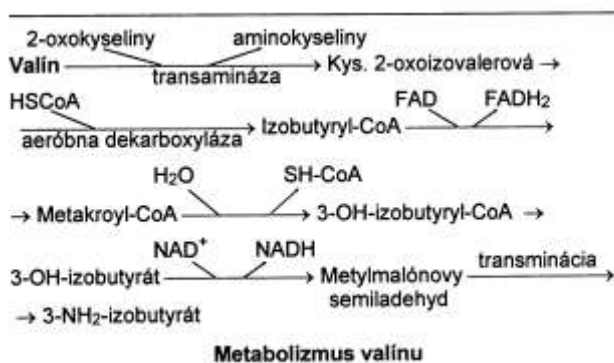 2-oxokyseliny aminokyseliny
Valín transamináza Kys. 2-oxoizovalerová →
HSCoA FAD FADH₂
aeróbna dekarboxyláza Izobutyryl-CoA
H₂O SH-CoA
→ Metakroyl-CoA 3-OH-izobutyryl-CoA →
NAD⁺ NADH
3-OH-izobutyrát Metylmalónovy semiladehyd transminácia
→ 3-NH₂-izobutyrát
Metabolizmus valínu